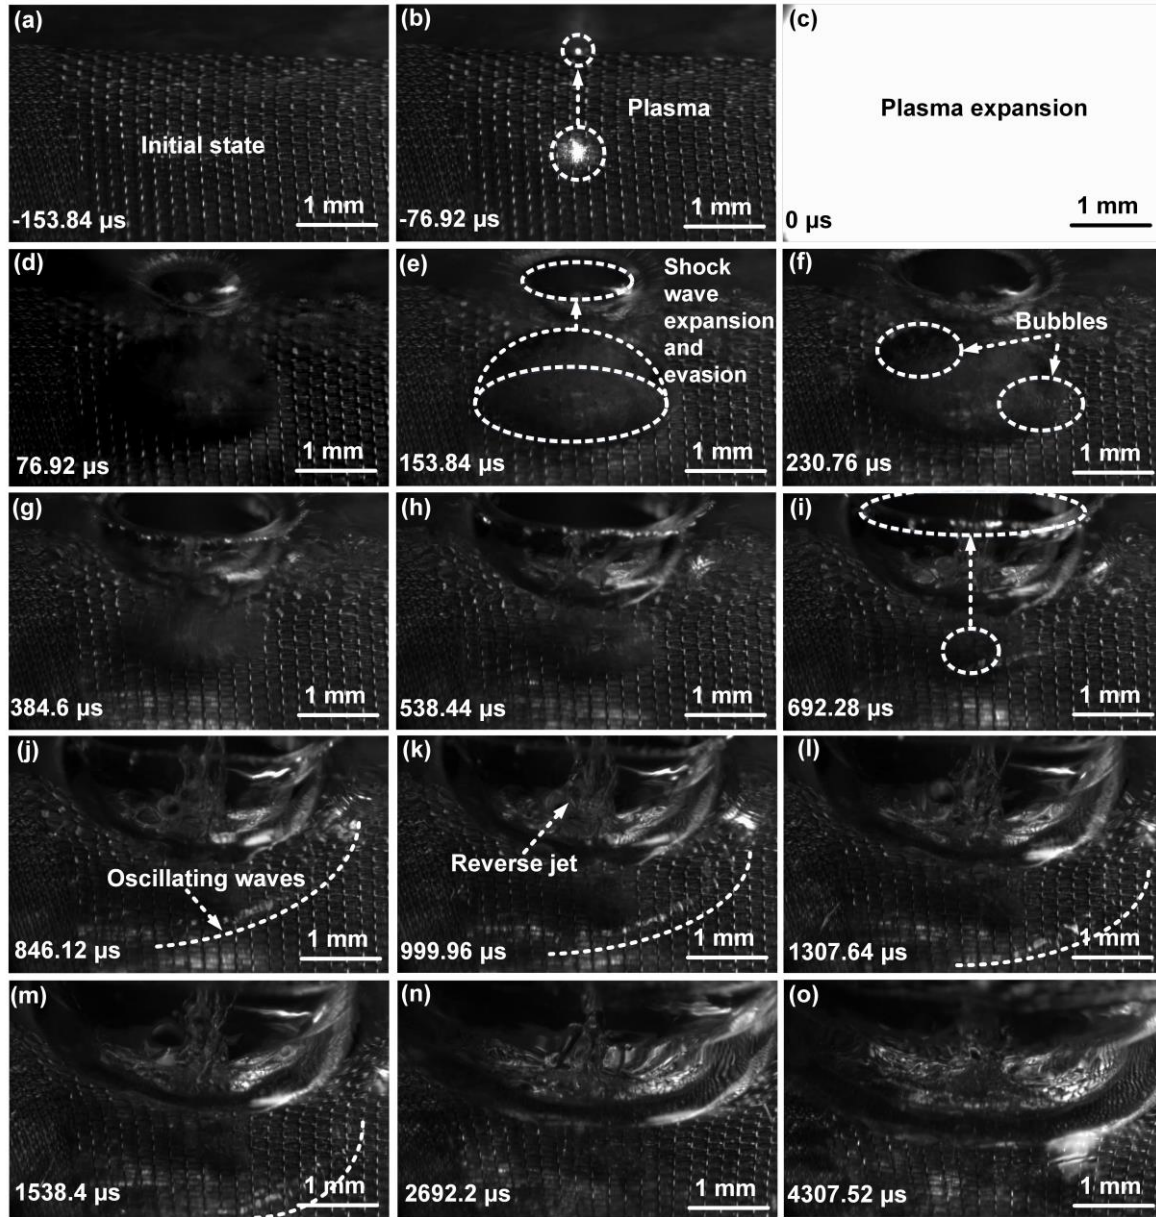 (a)
Initial state
-153.84 µs
1 mm
(b)
Plasma
-76.92 µs
1 mm
(c)
Plasma expansion
0 µs
1 mm
(d)
76.92 µs
1 mm
(e)
Shock
wave
expansion
and
evasion
153.84 µs
1 mm
(f)
Bubbles
230.76 µs
1 mm
(g)
384.6 µs
1 mm
(h)
538.44 µs
1 mm
(i)
692.28 µs
1 mm
(j)
Oscillating waves
846.12 µs
1 mm
(k)
Reverse jet
999.96 µs
1 mm
(l)
1307.64 µs
1 mm
(m)
1538.4 µs
1 mm
(n)
2692.2 µs
1 mm
(o)
4307.52 µs
1 mm